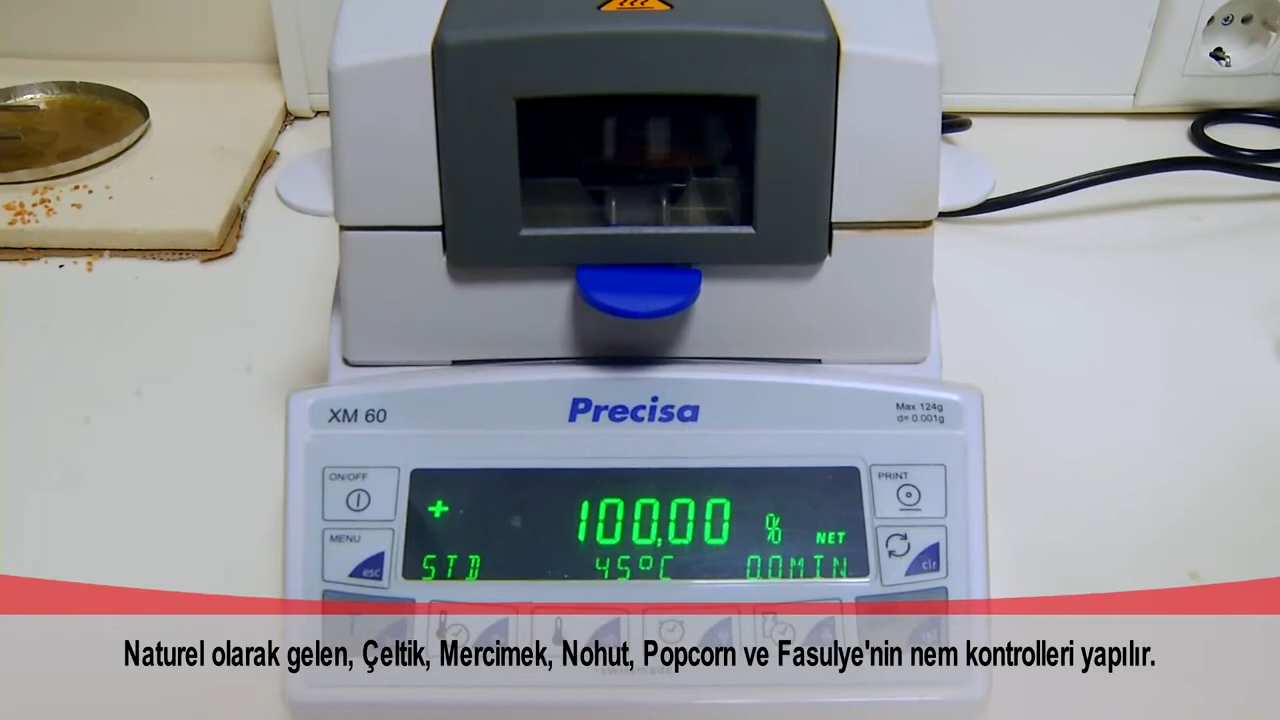 Precisa
XM 60
Max 124g
d= 0.001g
ON/OFF
PRINT
+ 100,00 % NET
MENU
esc
clr
STD 45°C 0.0MIN
Naturel olarak gelen, Çeltik, Mercimek, Nohut, Popcorn ve Fasulye'nin nem kontrolleri yapılır.